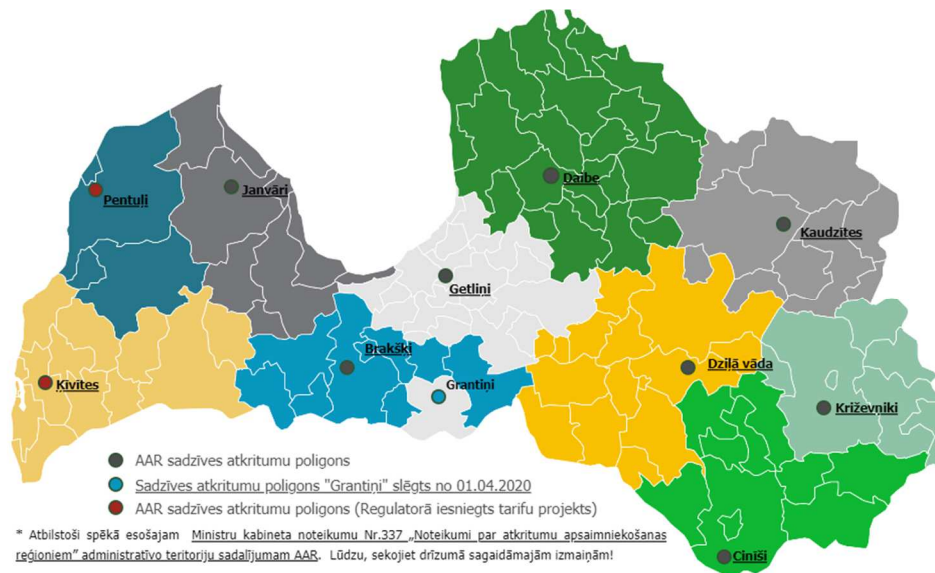 Daibe
Pentuļi
Janvāri
Kaudzītes
Getliņi
Brakšķi
Dziļā vāda
Ķīvītes
Grantiņi
Križevņiki
AAR sadzīves atkritumu poligons
Sadzīves atkritumu poligons "Grantiņi" slēgts no 01.04.2020
AAR sadzīves atkritumu poligons (Regulatorā iesniegts tarifu projekts)
* Atbilstoši spēkā esošajam Ministru kabineta noteikumu Nr.337 „Noteikumi par atkritumu apsaimniekošanas
reģioniem” administratīvo teritoriju sadalījumam AAR. Lūdzu, sekojiet drīzumā sagaidāmajām izmaiņām!
Cinīši